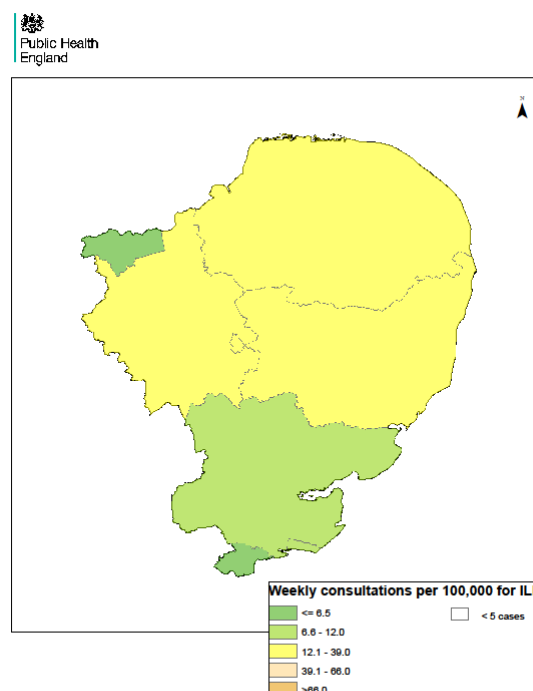 Public Health
England
N
Weekly consultations per 100,000 for IL
<= 6.5
< 5 cases
6.6 - 12.0
12.1 - 39.0
39.1 - 66.0
>66.0